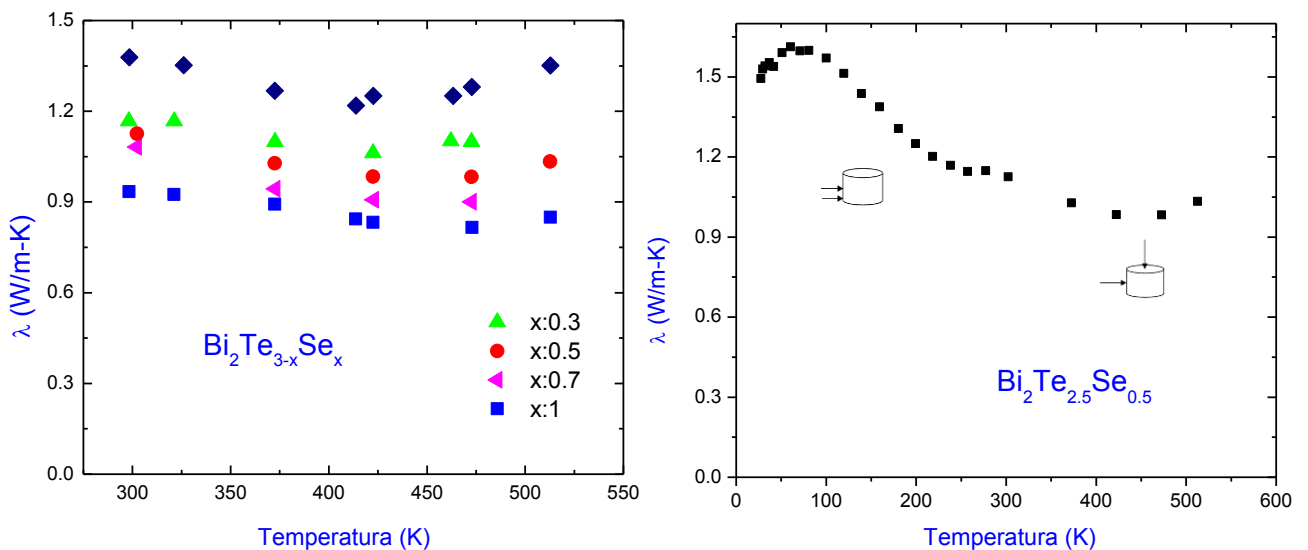 1.5
1.2
0.9
0.6
0.3
0.0
λ (W/m-K)
Bi₂Te₃₋ₓSeₓ
x:0.3
x:0.5
x:0.7
x:1
300 350 400 450 500 550
Temperatura (K)
1.5
1.2
0.9
0.6
0.3
0.0
λ (W/m-K)
Bi₂Te₂.₅Se₀.₅
0 100 200 300 400 500 600
Temperatura (K)